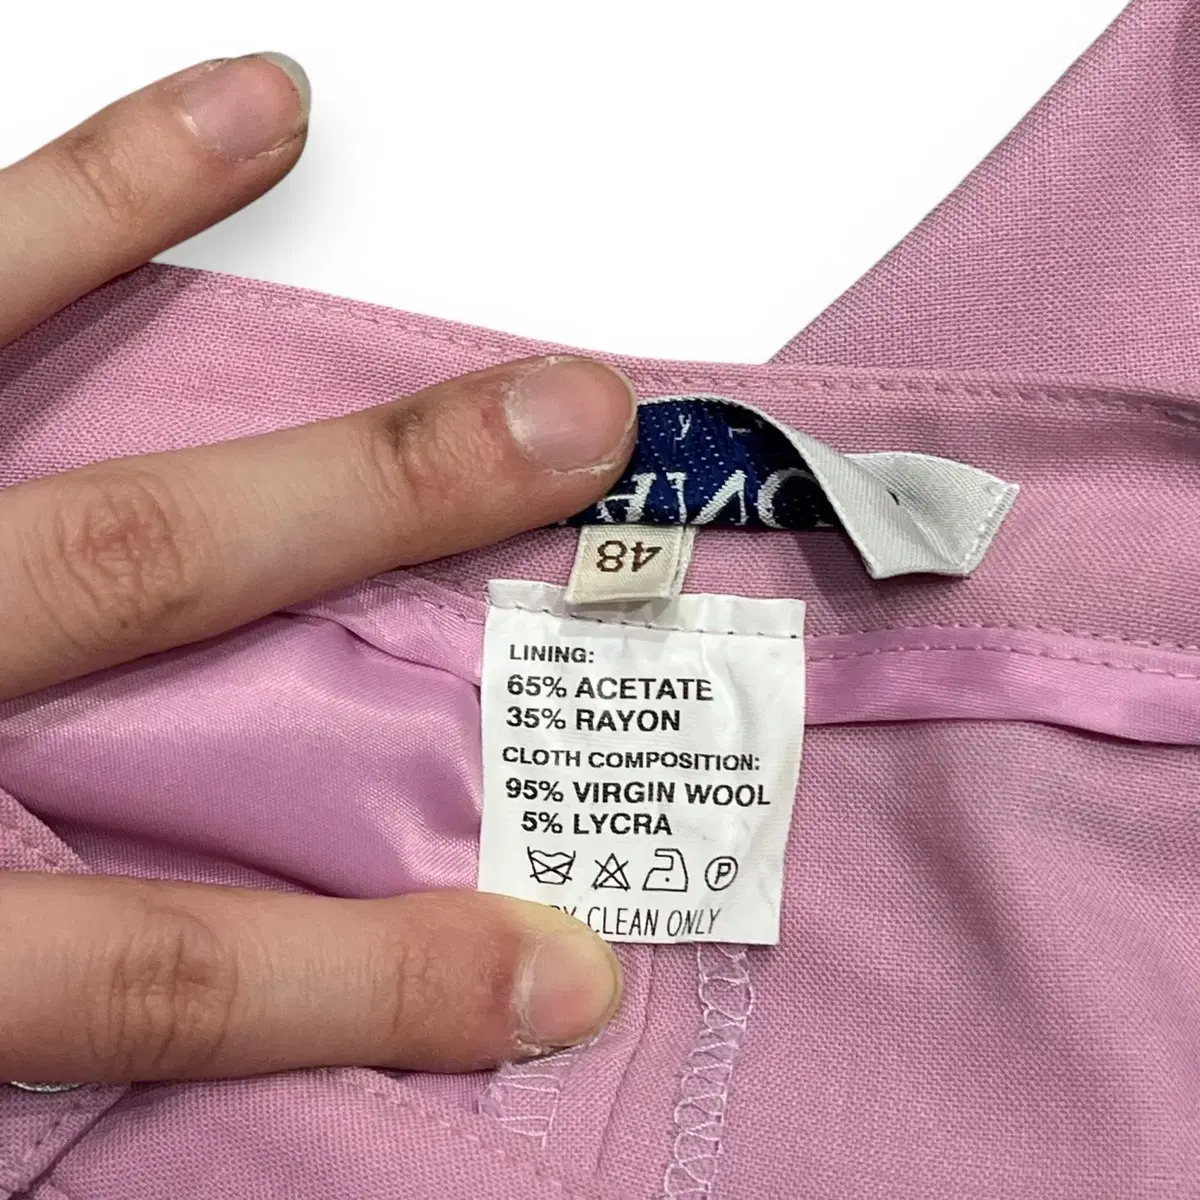 48
LINING:
65% ACETATE
35% RAYON
CLOTH COMPOSITION:
95% VIRGIN WOOL
5% LYCRA
P
CLEAN ONLY